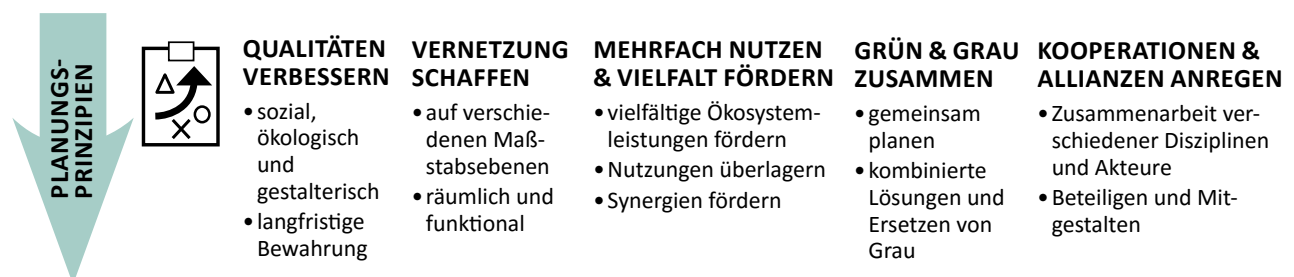 PLANUNGS-
PRINZIPIEN
QUALITÄTEN
VERBESSERN
• sozial,
ökologisch
und
gestalterisch
• langfristige
Bewahrung
VERNETZUNG
SCHAFFEN
• auf verschie-
denen Maß-
stabsebenen
• räumlich und
funktional
MEHRFACH NUTZEN
& VIELFALT FÖRDERN
• vielfältige Ökosystem-
leistungen fördern
• Nutzungen überlagern
• Synergien fördern
GRÜN & GRAU
ZUSAMMEN
• gemeinsam
planen
• kombinierte
Lösungen und
Ersetzen von
Grau
KOOPERATIONEN &
ALLIANZEN ANREGEN
• Zusammenarbeit ver-
schiedener Disziplinen
und Akteure
• Beteiligen und Mit-
gestalten